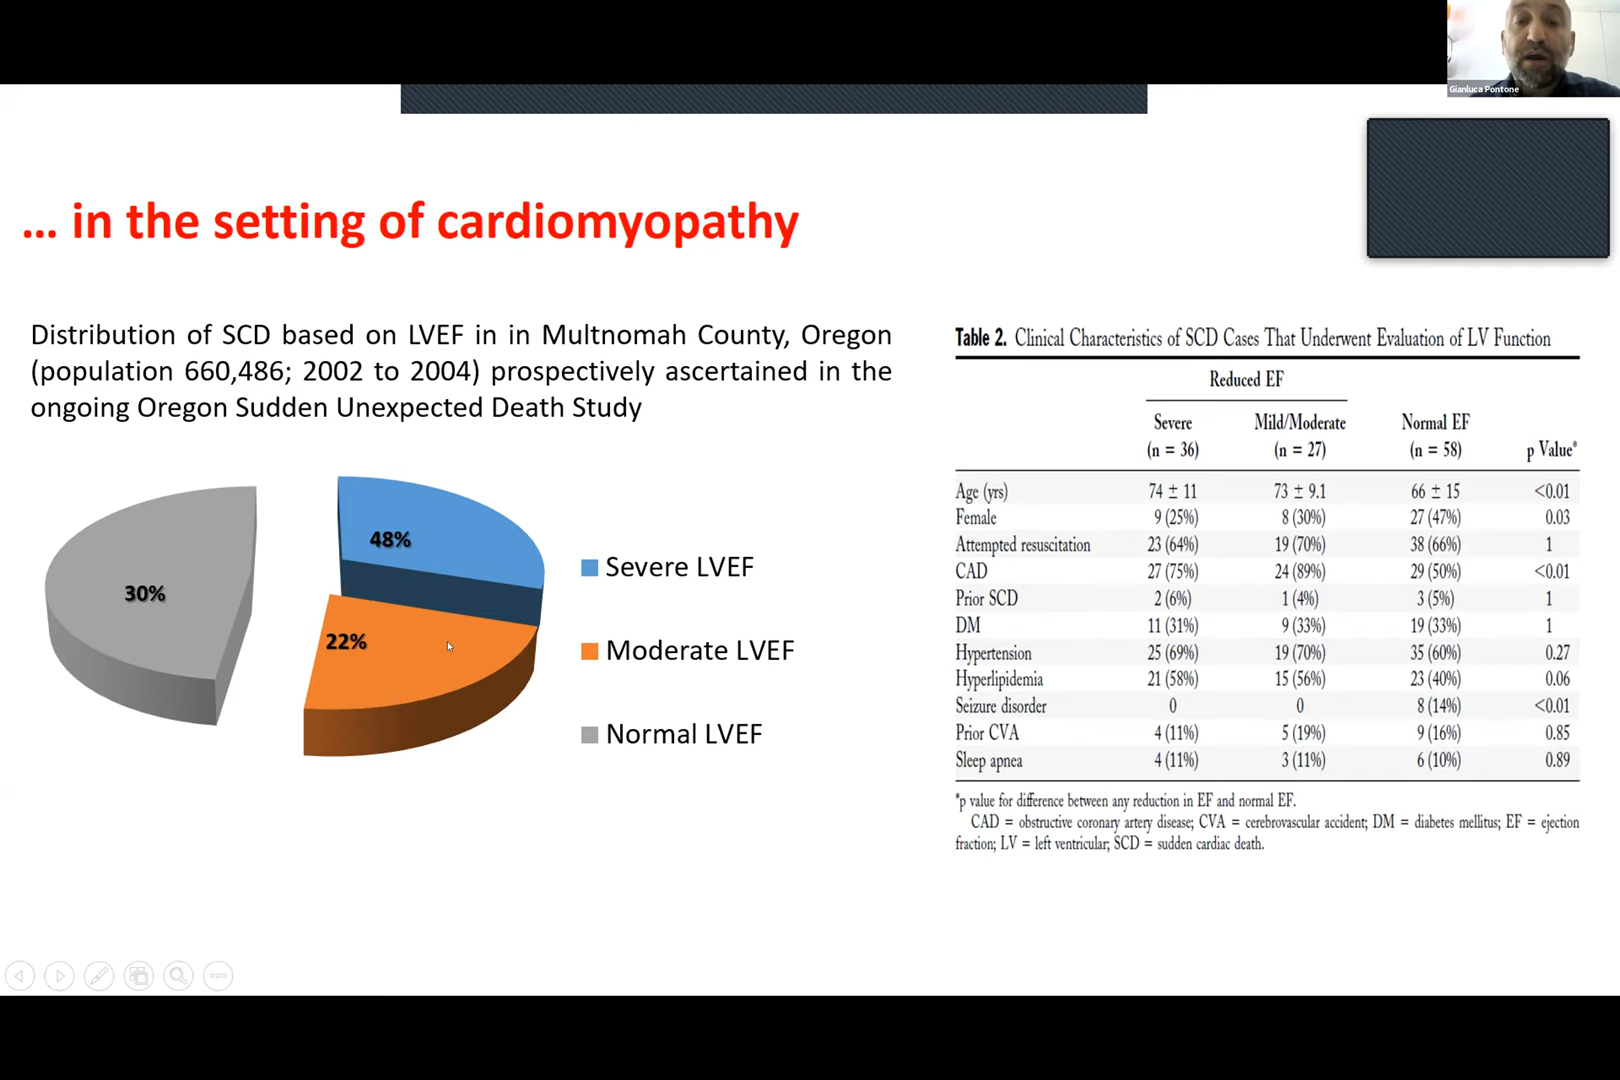 Gianluca Pontone
... in the setting of cardiomyopathy
Distribution of SCD based on LVEF in in Multnomah County, Oregon
(population 660,486; 2002 to 2004) prospectively ascertained in the
ongoing Oregon Sudden Unexpected Death Study
48%
30%
22%
Severe LVEF
Moderate LVEF
Normal LVEF
Table 2. Clinical Characteristics of SCD Cases That Underwent Evaluation of LV Function
Reduced EF
Severe Mild/Moderate Normal EF
(n = 36) (n = 27) (n = 58) p Value*
Age (yrs) 74 ± 11 73 ± 9.1 66 ± 15 <0.01
Female 9 (25%) 8 (30%) 27 (47%) 0.03
Attempted resuscitation 23 (64%) 19 (70%) 38 (66%) 1
CAD 27 (75%) 24 (89%) 29 (50%) <0.01
Prior SCD 2 (6%) 1 (4%) 3 (5%) 1
DM 11 (31%) 9 (33%) 19 (33%) 1
Hypertension 25 (69%) 19 (70%) 35 (60%) 0.27
Hyperlipidemia 21 (58%) 15 (56%) 23 (40%) 0.06
Seizure disorder 0 0 8 (14%) <0.01
Prior CVA 4 (11%) 5 (19%) 9 (16%) 0.85
Sleep apnea 4 (11%) 3 (11%) 6 (10%) 0.89
*p value for difference between any reduction in EF and normal EF.
CAD = obstructive coronary artery disease; CVA = cerebrovascular accident; DM = diabetes mellitus; EF = ejection
fraction; LV = left ventricular; SCD = sudden cardiac death.